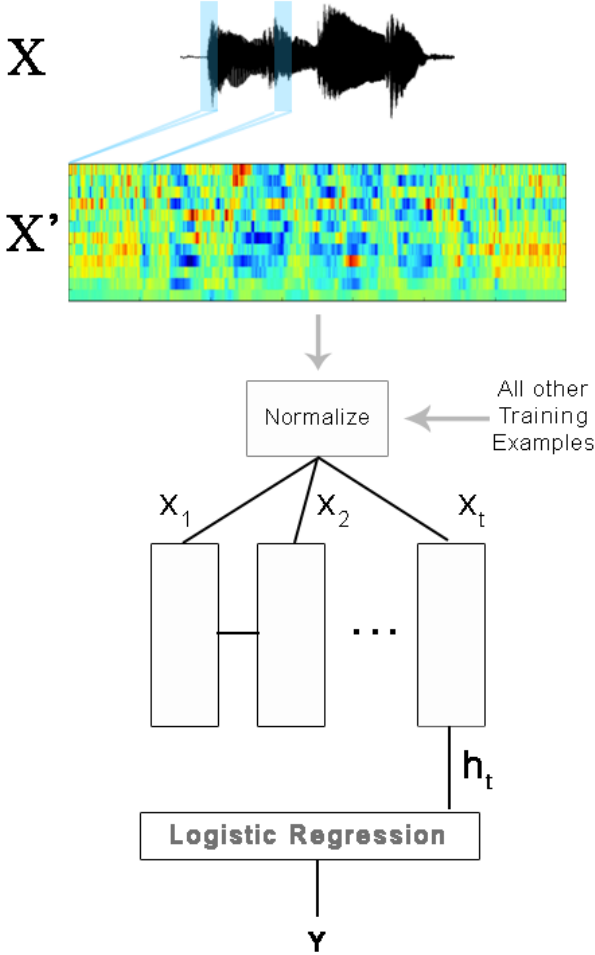 X
X'
Normalize
All other
Training
Examples
X1
X2
Xt
...
ht
Logistic Regression
Y